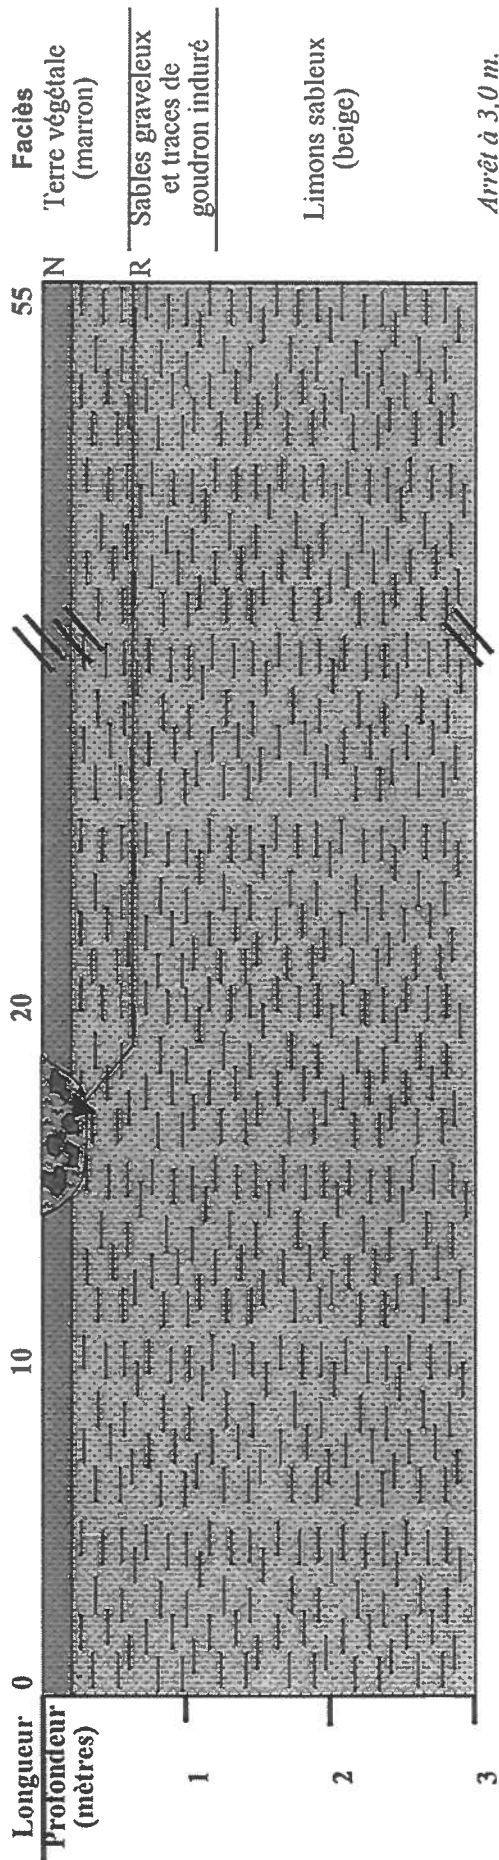 Longueur 0 10 20 55 Faciès
Profondeur
(mètres)
N
Terre végétale
(marron)
R
Sables graveleux
et traces de
goudron induré
1
Limons sableux
(beige)
2
3
Arrêt à 3,0 m.